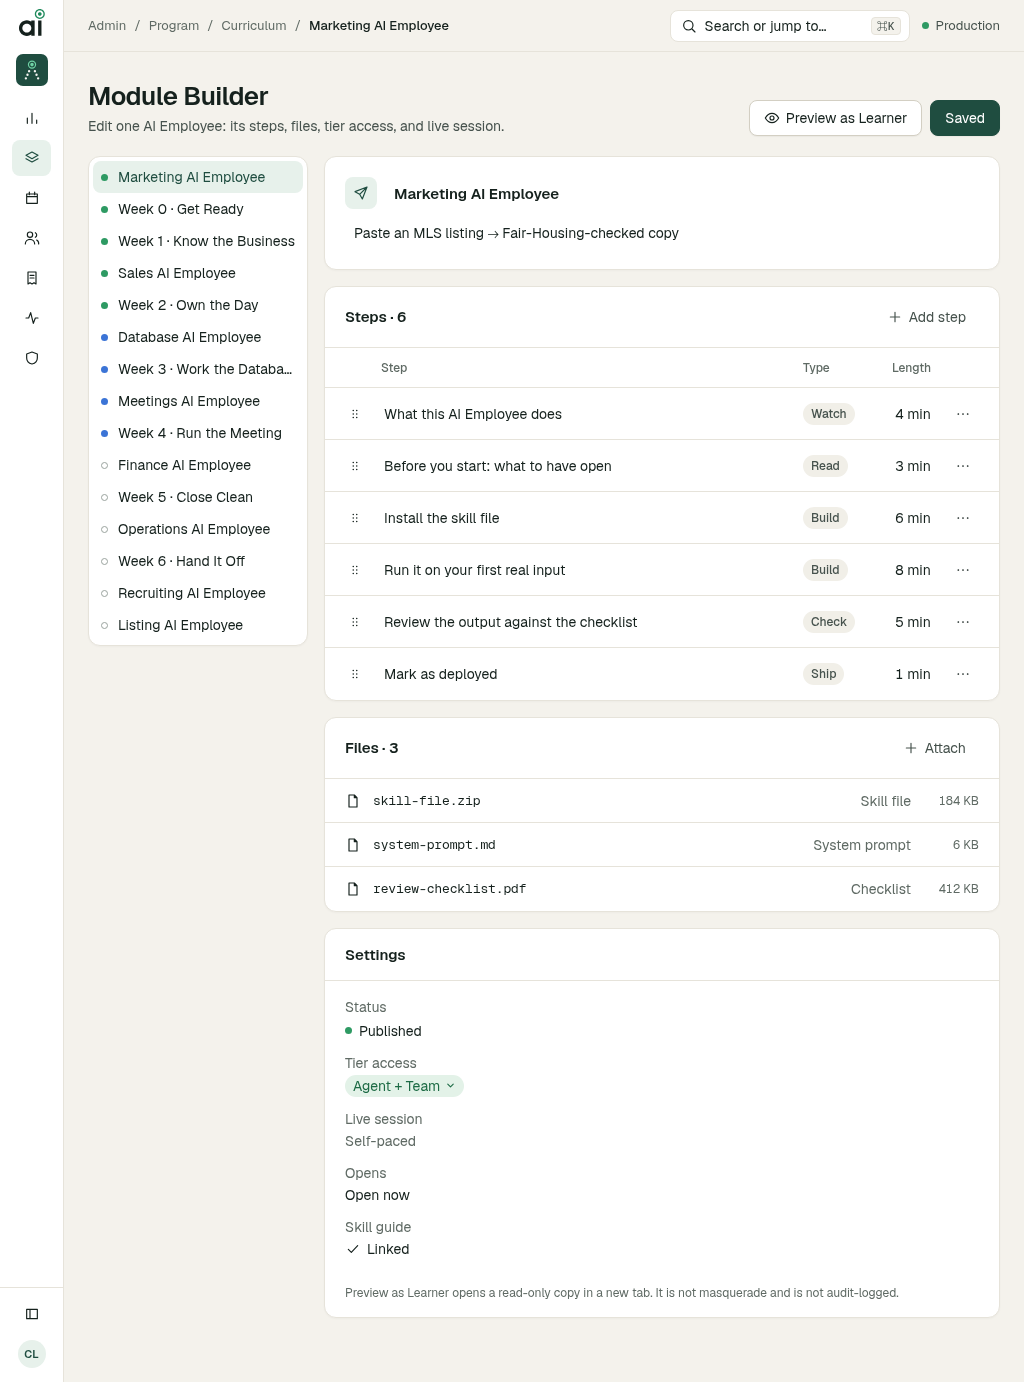 ai
Admin / Program / Curriculum / Marketing AI Employee
Search or jump to...
⌘K
Production
Module Builder
Edit one AI Employee: its steps, files, tier access, and live session.
Preview as Learner
Saved
Marketing AI Employee
Week 0 · Get Ready
Week 1 · Know the Business
Sales AI Employee
Week 2 · Own the Day
Database AI Employee
Week 3 · Work the Databa...
Meetings AI Employee
Week 4 · Run the Meeting
Finance AI Employee
Week 5 · Close Clean
Operations AI Employee
Week 6 · Hand It Off
Recruiting AI Employee
Listing AI Employee
Marketing AI Employee
Paste an MLS listing → Fair-Housing-checked copy
Steps · 6
Add step
Step Type Length
What this AI Employee does Watch 4 min
Before you start: what to have open Read 3 min
Install the skill file Build 6 min
Run it on your first real input Build 8 min
Review the output against the checklist Check 5 min
Mark as deployed Ship 1 min
Files · 3
Attach
skill-file.zip Skill file 184 KB
system-prompt.md System prompt 6 KB
review-checklist.pdf Checklist 412 KB
Settings
Status
Published
Tier access
Agent + Team
Live session
Self-paced
Opens
Open now
Skill guide
Linked
Preview as Learner opens a read-only copy in a new tab. It is not masquerade and is not audit-logged.
CL